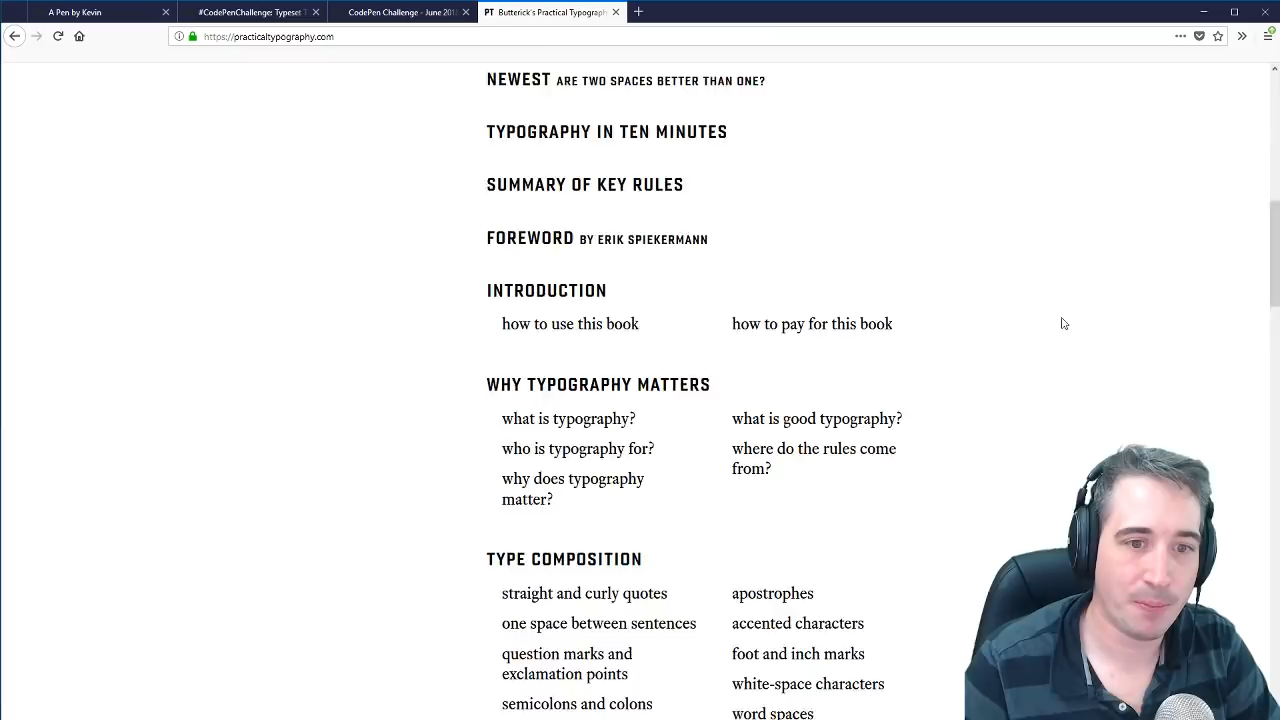 A Pen by Kevin
#CodePenChallenge: Typeset
CodePen Challenge - June 2018
PT Butterick's Practical Typograph
https://practicaltypography.com
NEWEST ARE TWO SPACES BETTER THAN ONE?
TYPOGRAPHY IN TEN MINUTES
SUMMARY OF KEY RULES
FOREWORD BY ERIK SPIEKERMANN
INTRODUCTION
how to use this book
how to pay for this book
WHY TYPOGRAPHY MATTERS
what is typography?
who is typography for?
why does typography
matter?
what is good typography?
where do the rules come
from?
TYPE COMPOSITION
straight and curly quotes
one space between sentences
question marks and
exclamation points
semicolons and colons
apostrophes
accented characters
foot and inch marks
white-space characters
word spaces